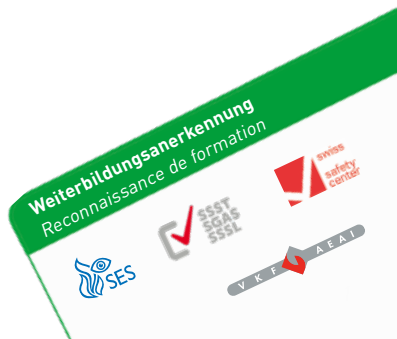 Weiterbildungsanerkennung
Reconnaissance de formation
swiss
safety
center
SSST
SGAS
SSSL
VKF AEAI
SES